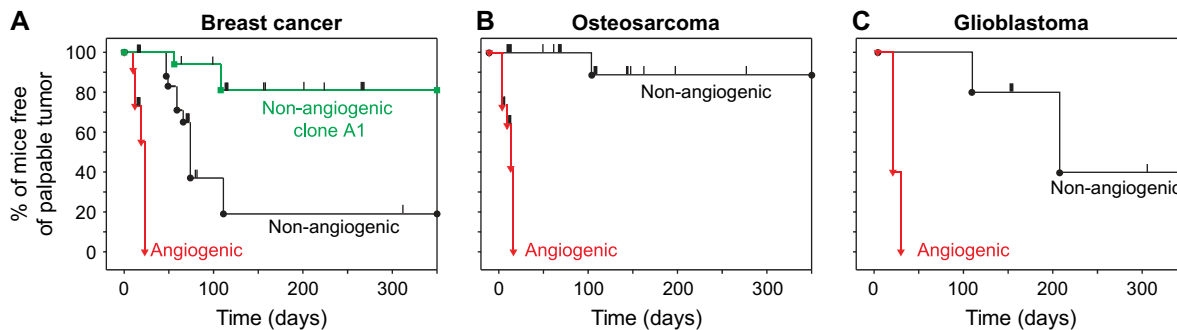 A
Breast cancer
% of mice free
of palpable tumor
100
80
60
40
20
0
Non-angiogenic
clone A1
Non-angiogenic
Angiogenic
0
100
200
300
Time (days)
B
Osteosarcoma
Non-angiogenic
Angiogenic
0
100
200
300
Time (days)
C
Glioblastoma
Non-angiogenic
Angiogenic
0
100
200
300
Time (days)